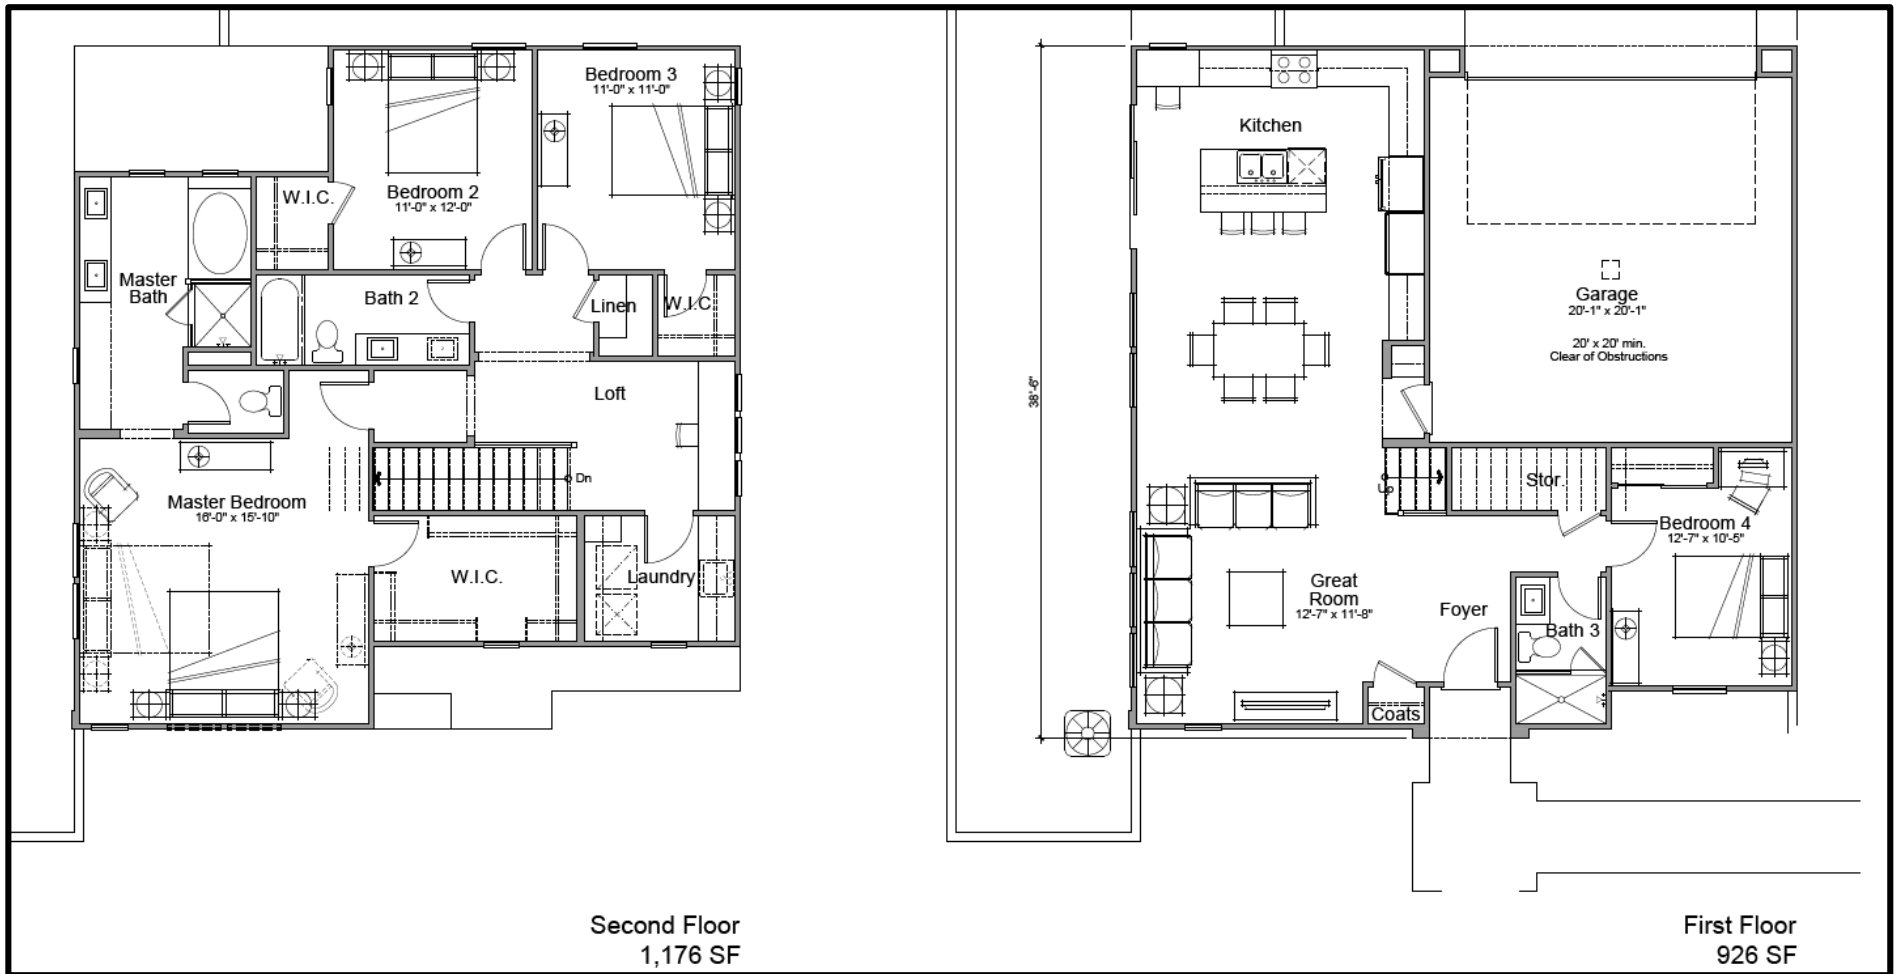 Bedroom 3
11'-0" x 11'-0"
Bedroom 2
11'-0" x 12'-0"
W.I.C.
Master
Bath
Bath 2
Linen
W.I.C.
Loft
Dn
Master Bedroom
16'-0" x 15'-10"
W.I.C.
Laundry
Second Floor
1,176 SF
Kitchen
38'-6"
Garage
20'-1" x 20'-1"
20' x 20' min.
Clear of Obstructions
Up
Stor.
Bedroom 4
12'-7" x 10'-5"
Great
Room
12'-7" x 11'-8"
Foyer
Bath 3
Coats
First Floor
926 SF